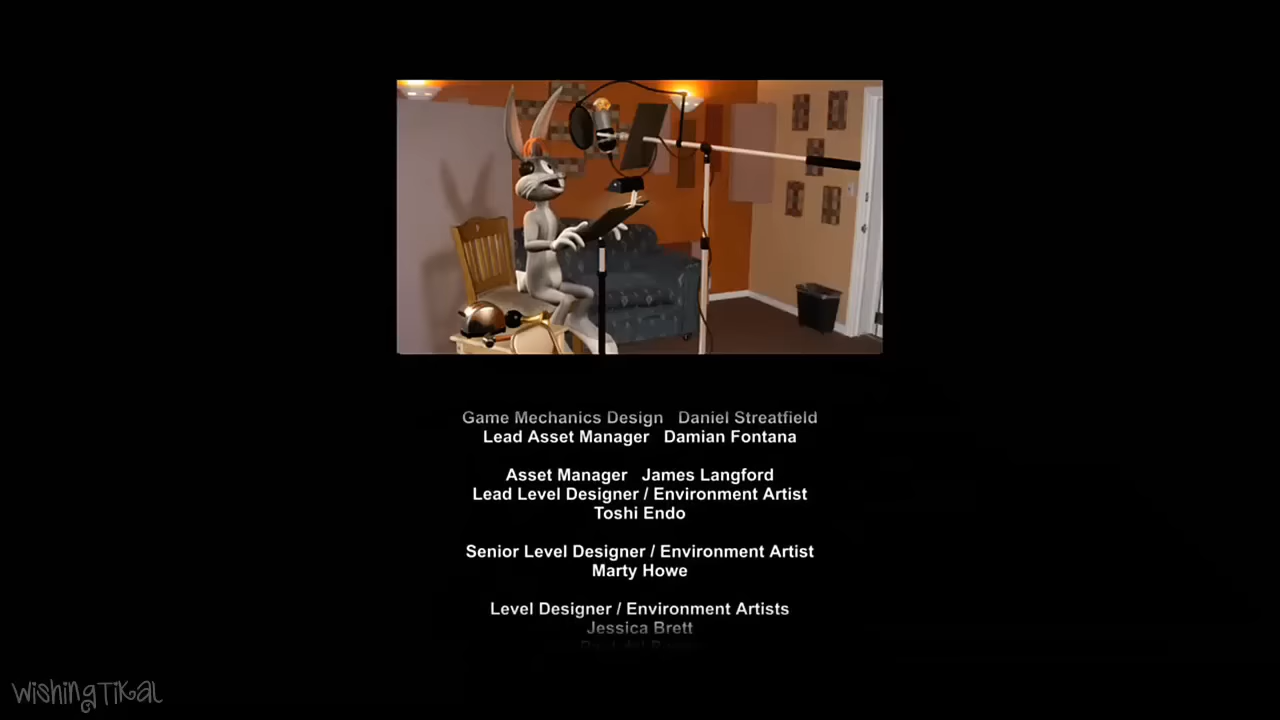 Game Mechanics Design Daniel Streatfield
Lead Asset Manager Damian Fontana
Asset Manager James Langford
Lead Level Designer / Environment Artist
Toshi Endo
Senior Level Designer / Environment Artist
Marty Howe
Level Designer / Environment Artists
Jessica Brett
WishingTikal